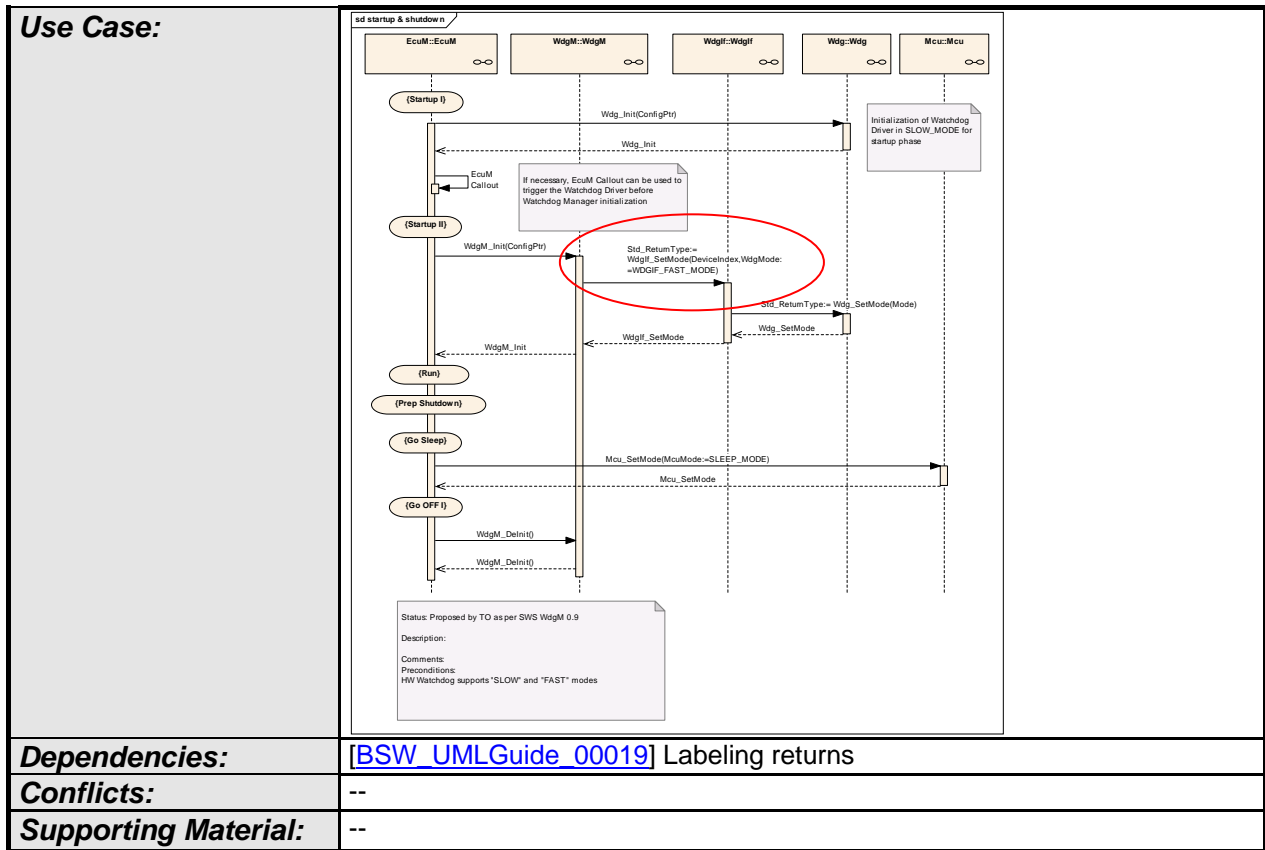 Use Case:
sd startup & shutdown
EcuM::EcuM
WdgM::WdgM
WdgIf::WdgIf
Wdg::Wdg
Mcu::Mcu
{Startup I}
Wdg_Init(ConfigPtr)
Initialization of Watchdog
Driver in SLOW_MODE for
startup phase
Wdg_Init
EcuM
Callout
If necessary, EcuM Callout can be used to
trigger the Watchdog Driver before
Watchdog Manager initialization
{Startup II}
WdgM_Init(ConfigPtr)
Std_ReturnType:=
WdgIf_SetMode(DeviceIndex,WdgMode:
=WDGIF_FAST_MODE)
Std_ReturnType:= Wdg_SetMode(Mode)
Wdg_SetMode
WdgIf_SetMode
WdgM_Init
{Run}
{Prep Shutdown}
{Go Sleep}
Mcu_SetMode(McuMode:=SLEEP_MODE)
Mcu_SetMode
{Go OFF I}
WdgM_DeInit()
WdgM_DeInit()
Status: Proposed by TO as per SWS WdgM 0.9
Description:
Comments:
Preconditions:
HW Watchdog supports "SLOW" and "FAST" modes
Dependencies: [BSW_UMLGuide_00019] Labeling returns
Conflicts: --
Supporting Material: --